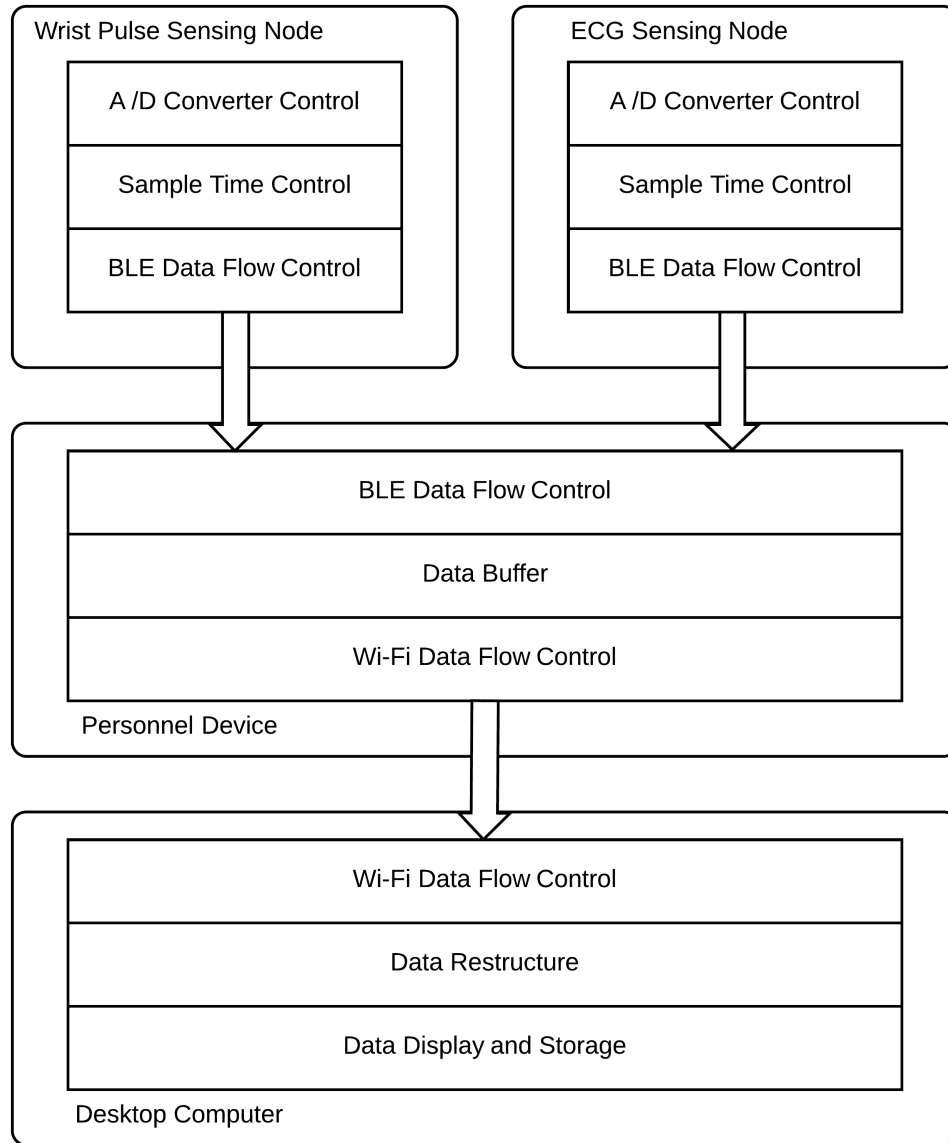 Wrist Pulse Sensing Node
A /D Converter Control
Sample Time Control
BLE Data Flow Control
ECG Sensing Node
A /D Converter Control
Sample Time Control
BLE Data Flow Control
BLE Data Flow Control
Data Buffer
Wi-Fi Data Flow Control
Personnel Device
Wi-Fi Data Flow Control
Data Restructure
Data Display and Storage
Desktop Computer